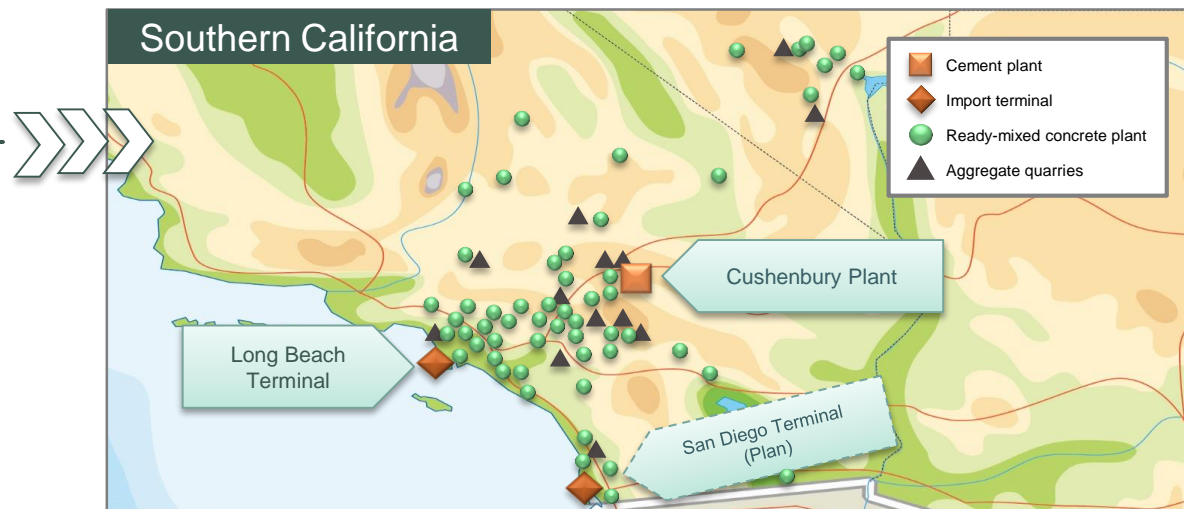 Southern California
Cement plant
Import terminal
Ready-mixed concrete plant
Aggregate quarries
Cushenbury Plant
Long Beach
Terminal
San Diego Terminal
(Plan)